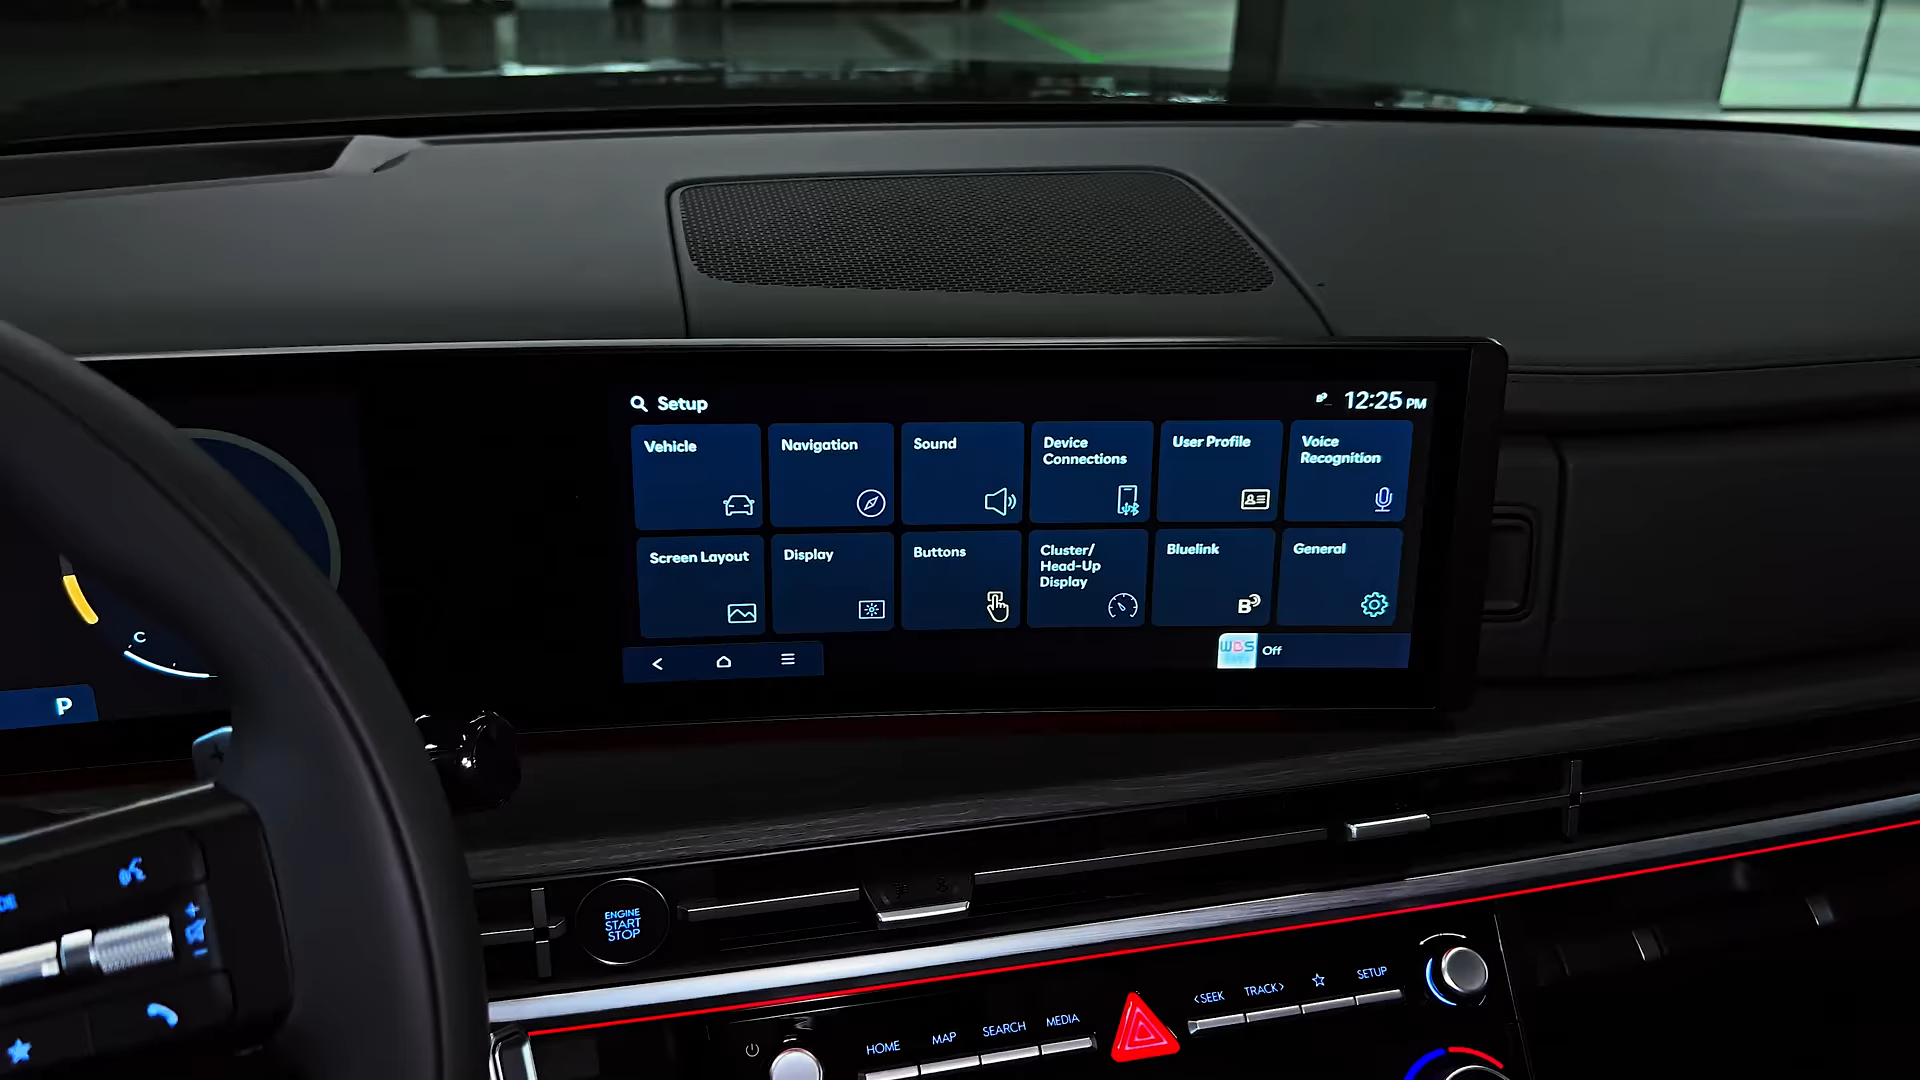 Setup
12:25 PM
Vehicle
Navigation
Sound
Device
Connections
User Profile
Voice
Recognition
Screen Layout
Display
Buttons
Cluster/
Head-Up
Display
Bluelink
B
General
Off
C
P
+
ENGINE
START
STOP
HOME
MAP
SEARCH
MEDIA
<SEEK
TRACK>
SETUP